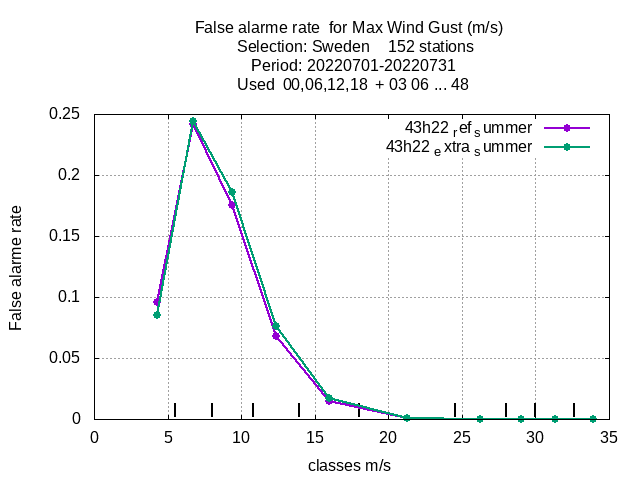 False alarme rate  for Max Wind Gust (m/s)
Selection: Sweden    152 stations
Period: 20220701-20220731
Used  00,06,12,18  + 03 06 ... 48
43h22 ref summer
43h22 extra summer
0.25
0.2
0.15
0.1
0.05
0
False alarme rate
0 5 10 15 20 25 30 35
classes m/s